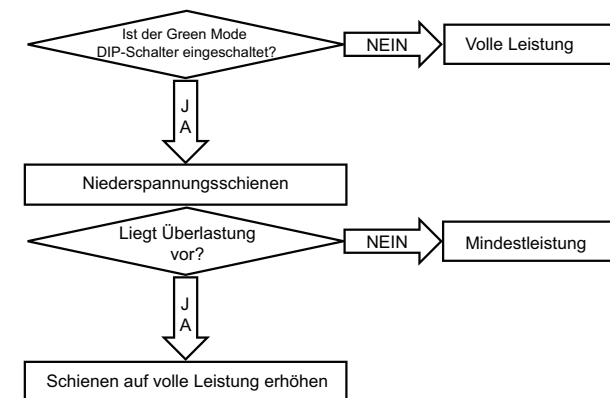 Ist der Green Mode
DIP-Schalter eingeschaltet?
NEIN
Volle Leistung
J
A
Niederspannungsschienen
Liegt Überlastung
vor?
NEIN
Mindestleistung
J
A
Schienen auf volle Leistung erhöhen